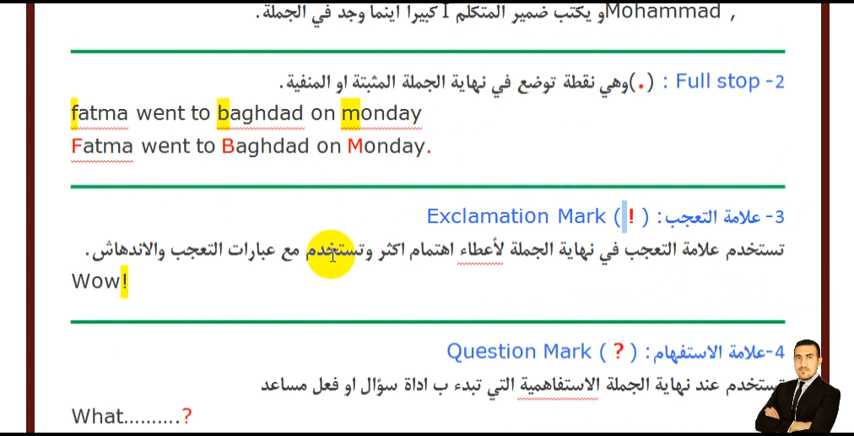 , Mohammadو يكتب ضمير المتكلم I كبيرا اينما وجد في الجملة.
2- Full stop : (.)وهي نقطة توضع في نهاية الجملة المثبتة او المنفية.
fatma went to baghdad on monday
Fatma went to Baghdad on Monday.
3- علامة التعجب: ( ! ) Exclamation Mark
تستخدم علامة التعجب في نهاية الجملة لأعطاء اهتمام اكثر وتستخدم مع عبارات التعجب والاندهاش.
Wow!
4-علامة الاستفهام: ( ? ) Question Mark
تستخدم عند نهاية الجملة الاستفهامية التي تبدء ب اداة سؤال او فعل مساعد
What..........?